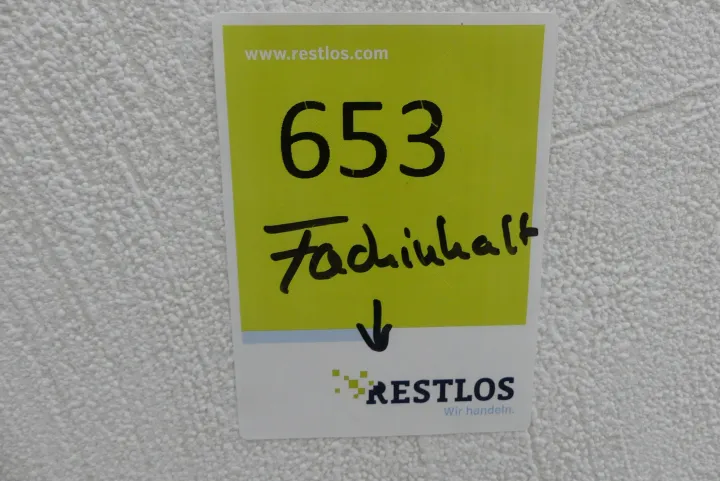 www.restlos.com
653
Fachinhalt
RESTLOS
Wir handeln.